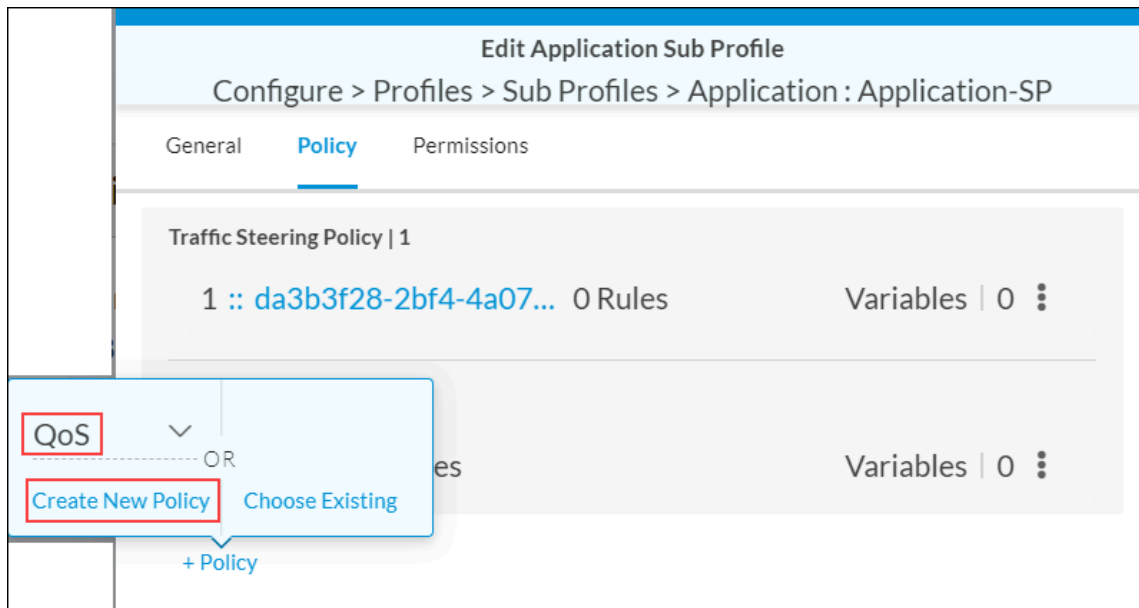 Edit Application Sub Profile
Configure > Profiles > Sub Profiles > Application : Application-SP
General Policy Permissions
Traffic Steering Policy | 1
1 :: da3b3f28-2bf4-4a07... 0 Rules Variables | 0
QoS
OR
es Variables | 0
Create New Policy Choose Existing
+ Policy